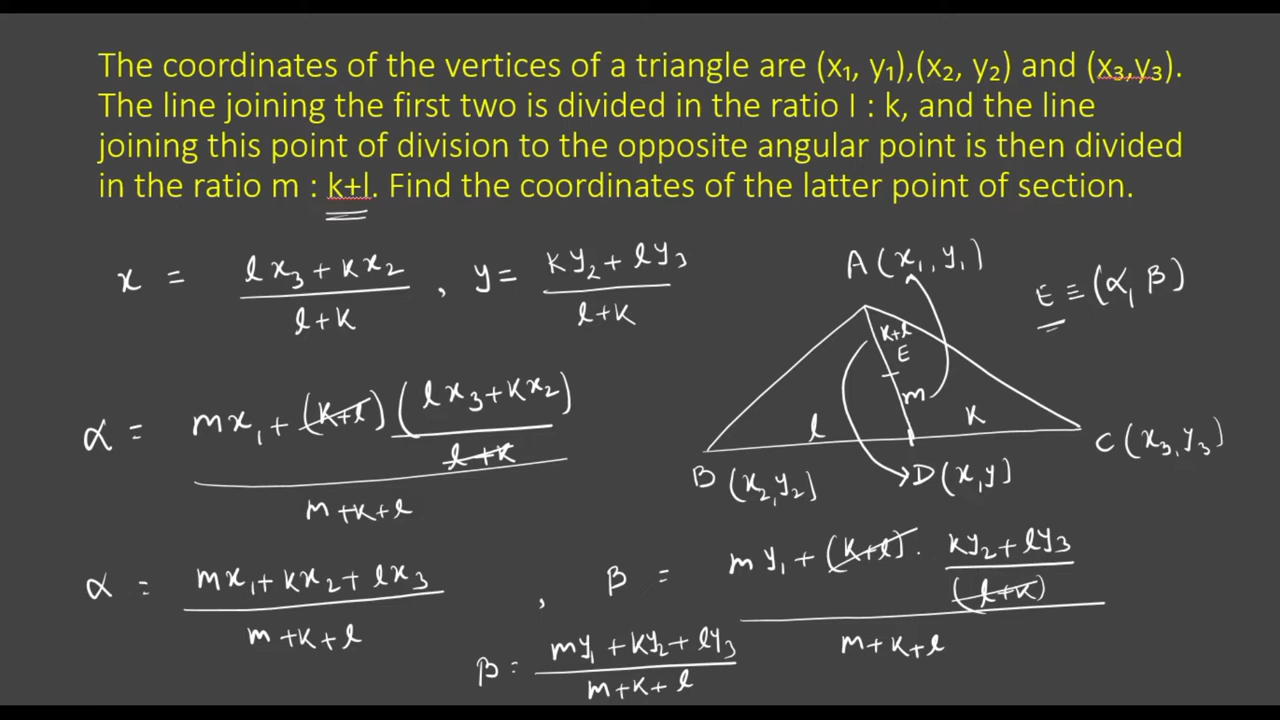 The coordinates of the vertices of a triangle are (x₁, y₁),(x₂, y₂) and (x₃,y₃).
The line joining the first two is divided in the ratio l : k, and the line
joining this point of division to the opposite angular point is then divided
in the ratio m : k+l. Find the coordinates of the latter point of section.
x = (lx₃ + kx₂)/(l+k) , y = (ky₂ + ly₃)/(l+k)
A (x₁, y₁)
E ≡ (α, β)
k+l
E
m
l
k
B (x₂, y₂)
D (x, y)
C (x₃, y₃)
α = (mx₁ + (k+l) ((lx₃ + kx₂)/(l+k)))/(m+k+l)
α = (mx₁ + kx₂ + lx₃)/(m+k+l) , β = (my₁ + (k+l) . (ky₂ + ly₃)/(l+k))/(m+k+l)
β = (my₁ + ky₂ + ly₃)/(m+k+l)